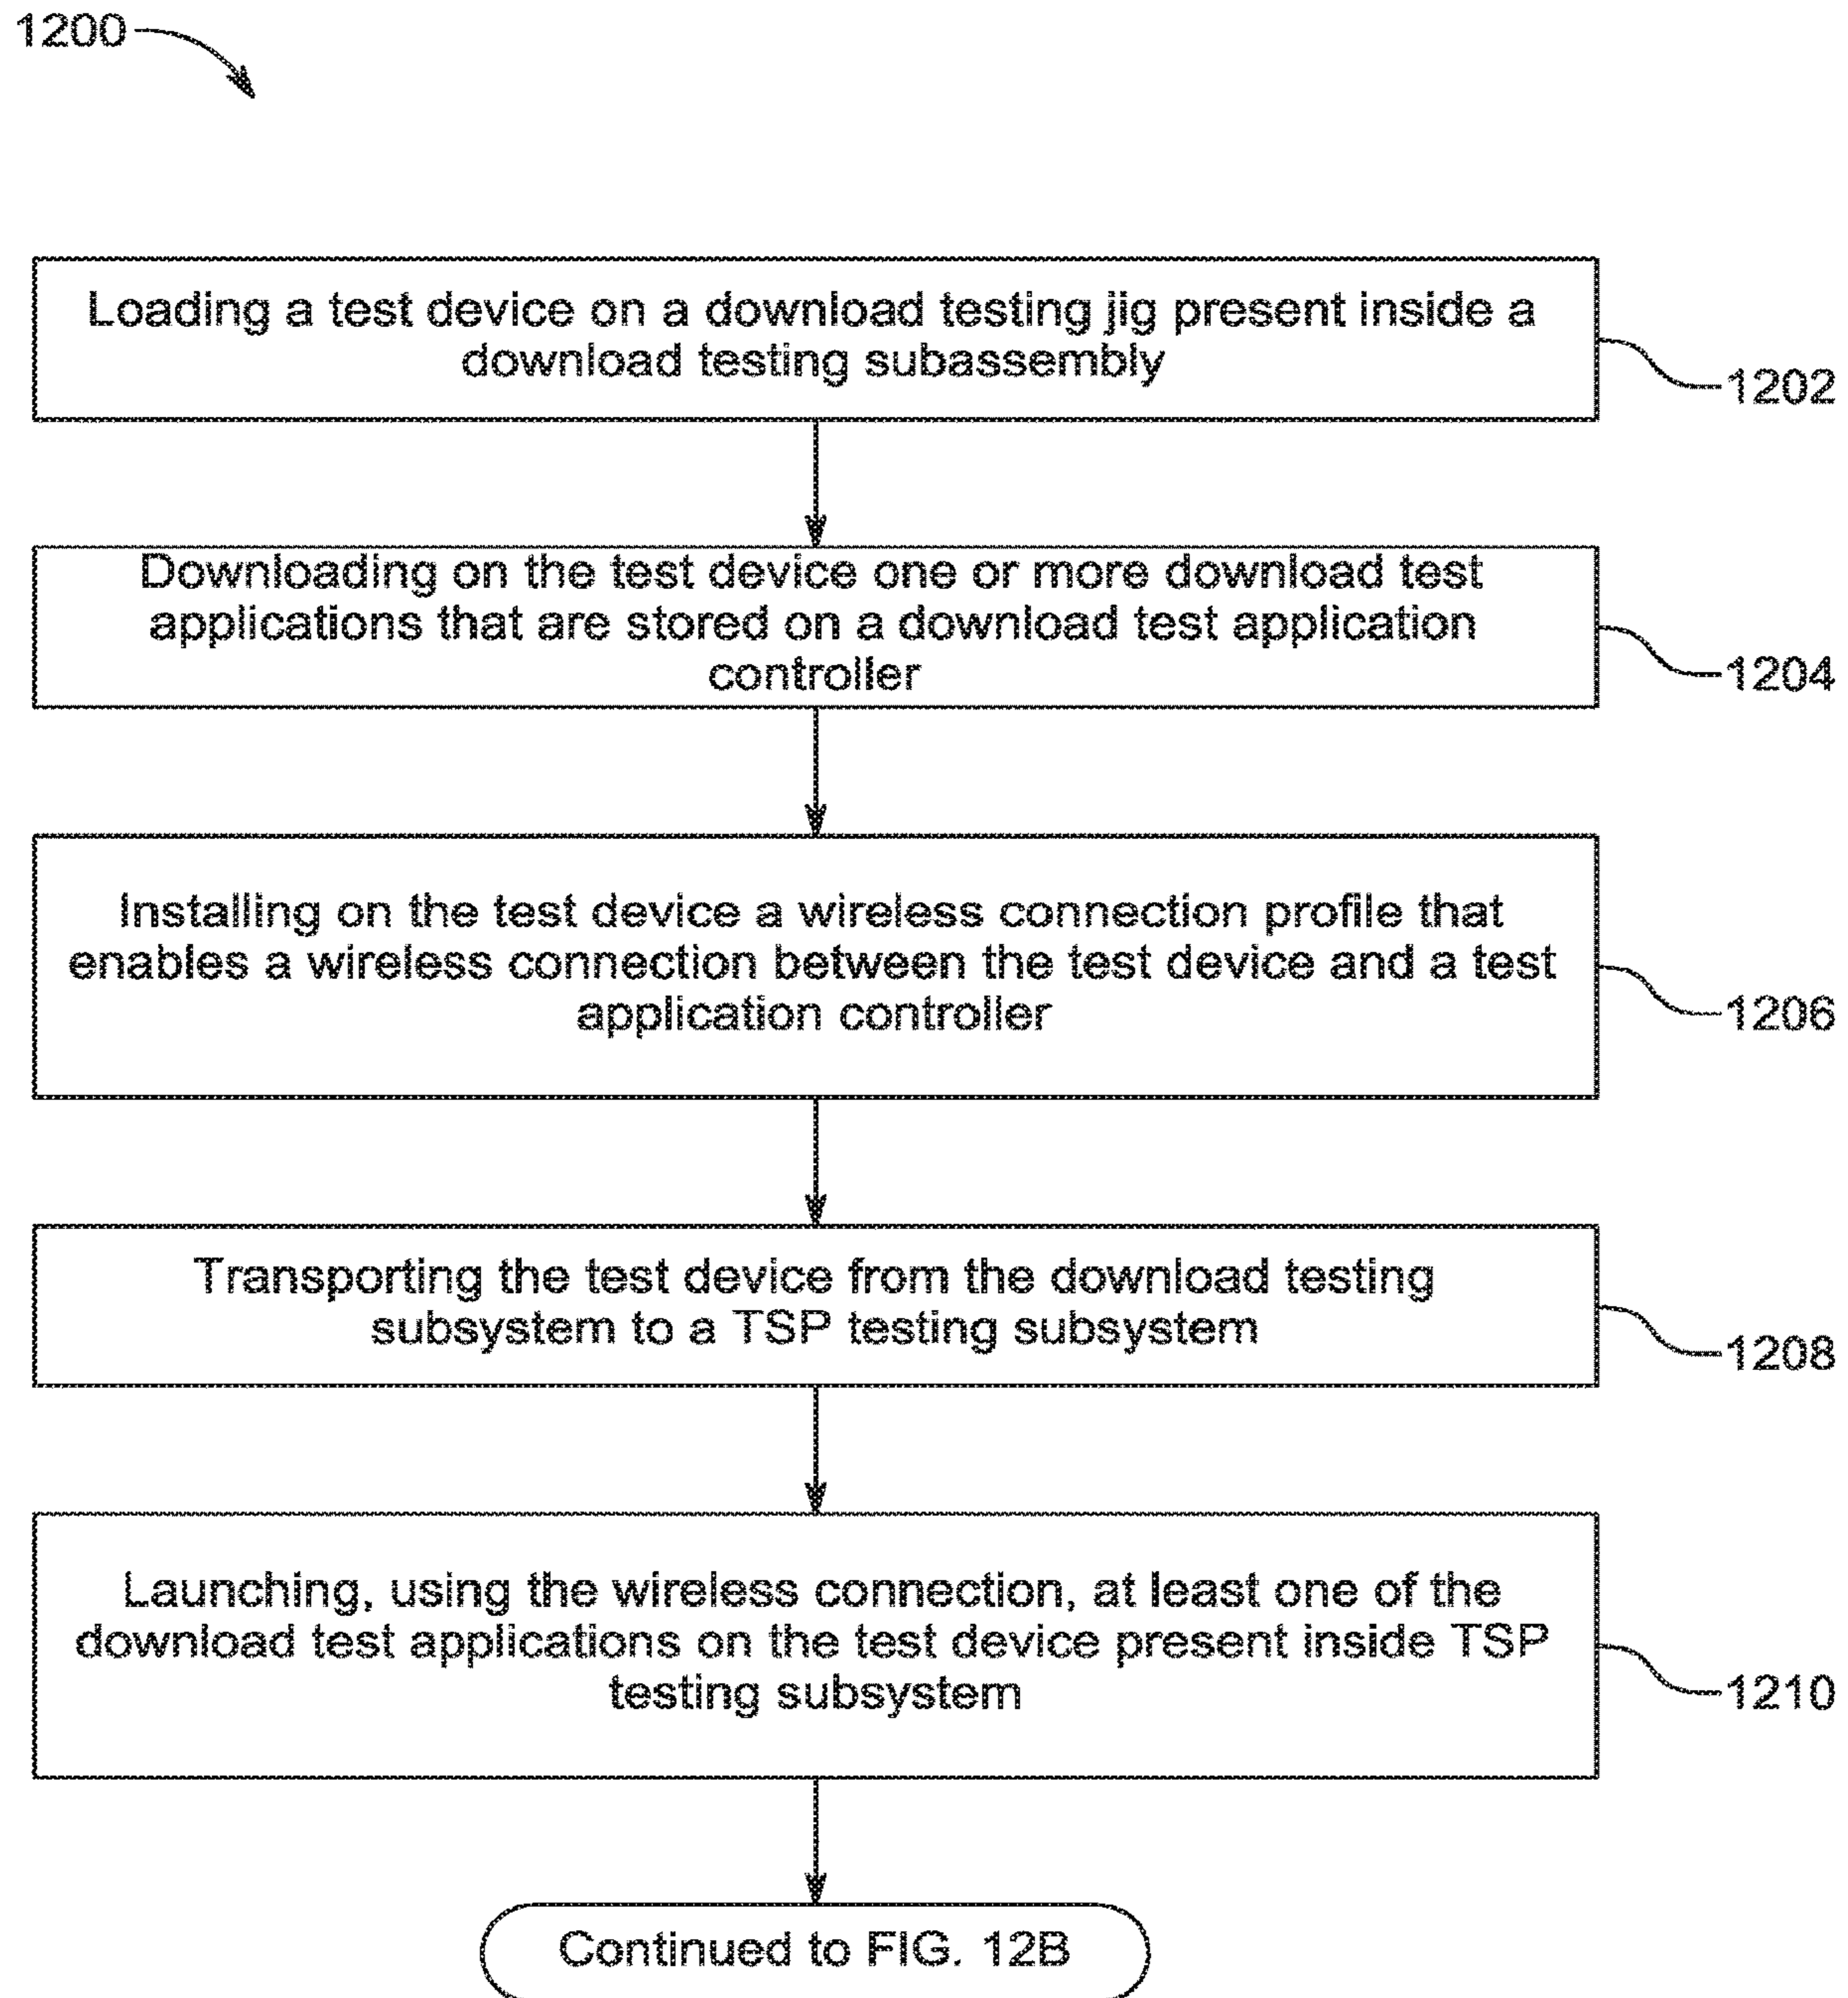 1200
Loading a test device on a download testing jig present inside a
download testing subassembly
1202
Downloading on the test device one or more download test
applications that are stored on a download test application
controller
1204
Installing on the test device a wireless connection profile that
enables a wireless connection between the test device and a test
application controller
1206
Transporting the test device from the download testing
subsystem to a TSP testing subsystem
1208
Launching, using the wireless connection, at least one of the
download test applications on the test device present inside TSP
testing subsystem
1210
Continued to FIG. 12B